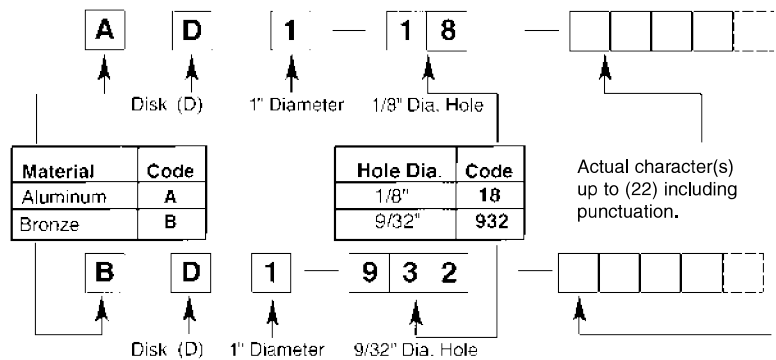 A D 1 — 1 8 —
Disk (D) 1" Diameter 1/8" Dia. Hole
Material Code
Aluminum A
Bronze B
Hole Dia. Code
1/8" 18
9/32" 932
Actual character(s)
up to (22) including
punctuation.
B D 1 — 9 3 2 —
Disk (D) 1" Diameter 9/32" Dia. Hole